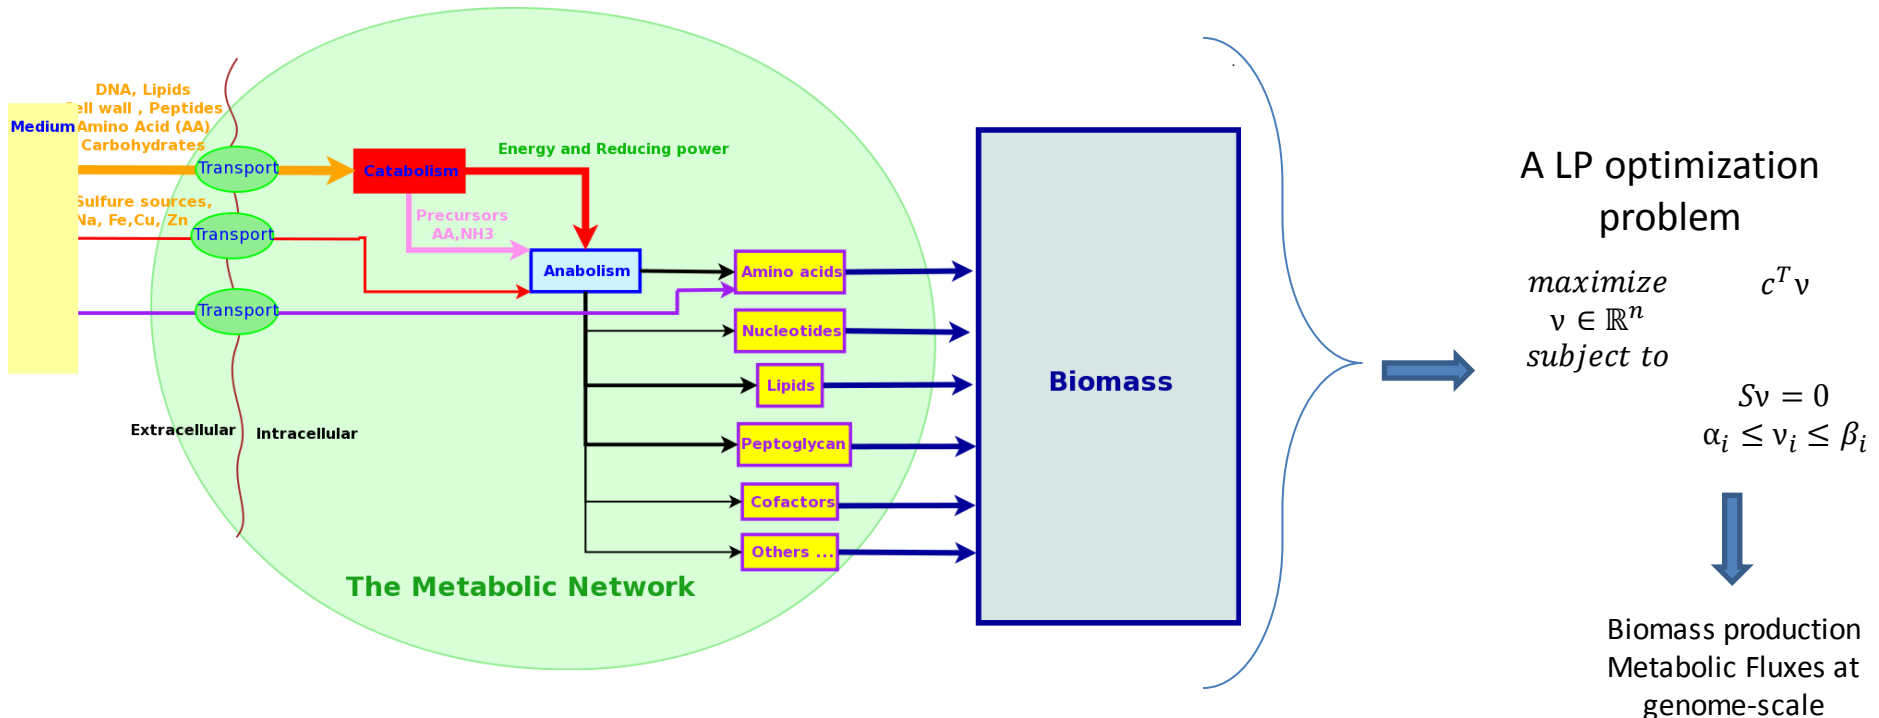 DNA, Lipids
ell wall , Peptides
Amino Acid (AA)
Carbohydrates
Medium
Transport
Catabolism
Energy and Reducing power
Sulfure sources,
Na, Fe,Cu, Zn
Transport
Precursors
AA,NH3
Anabolism
Transport
Amino acids
Nucleotides
Lipids
Peptoglycan
Cofactors
Others ...
Extracellular
Intracellular
The Metabolic Network
Biomass
A LP optimization
problem
maximize cᵀν
ν ∈ ℝⁿ
subject to
Sν = 0
αᵢ ≤ νᵢ ≤ βᵢ
Biomass production
Metabolic Fluxes at
genome-scale